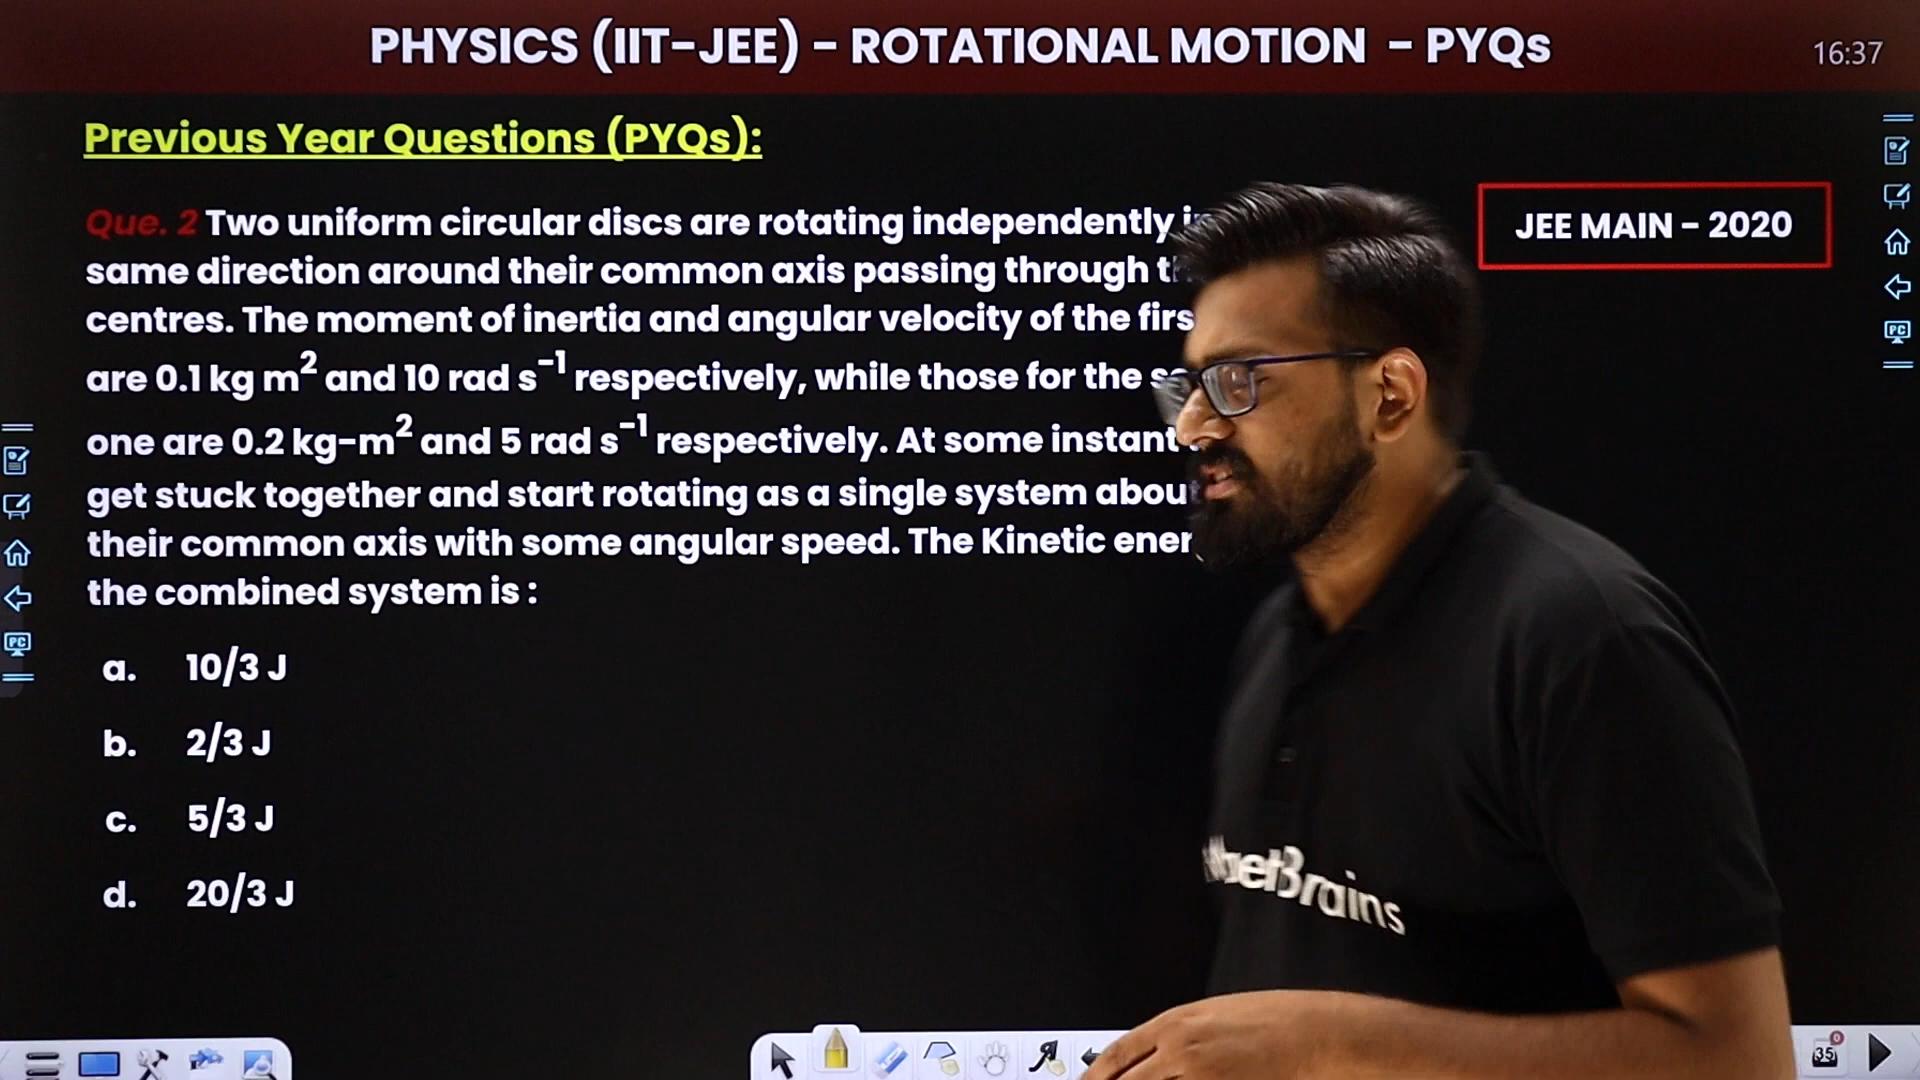 PHYSICS (IIT-JEE) - ROTATIONAL MOTION - PYQs
16:37
Previous Year Questions (PYQs):
JEE MAIN - 2020
Que. 2 Two uniform circular discs are rotating independently
same direction around their common axis passing through
centres. The moment of inertia and angular velocity of the
are 0.1 kg m² and 10 rad s⁻¹ respectively, while those for the
one are 0.2 kg-m² and 5 rad s⁻¹ respectively. At some instant
get stuck together and start rotating as a single system about
their common axis with some angular speed. The Kinetic
the combined system is :
a. 10/3 J
b. 2/3 J
c. 5/3 J
d. 20/3 J
PC
PC
35